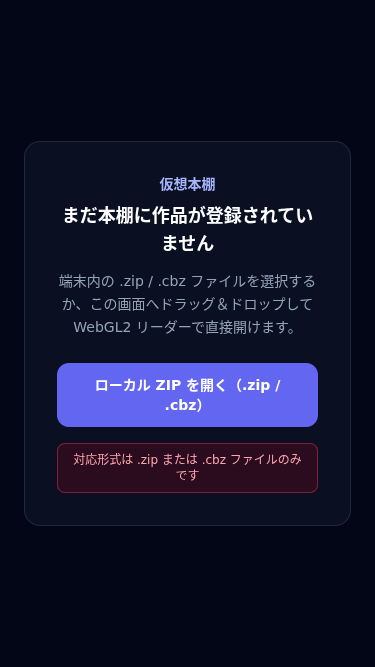 仮想本棚
まだ本棚に作品が登録されてい
ません
端末内の .zip / .cbz ファイルを選択する
か、この画面へドラッグ＆ドロップして
WebGL2 リーダーで直接開けます。
ローカル ZIP を開く（.zip /
.cbz）
対応形式は .zip または .cbz ファイルのみ
です